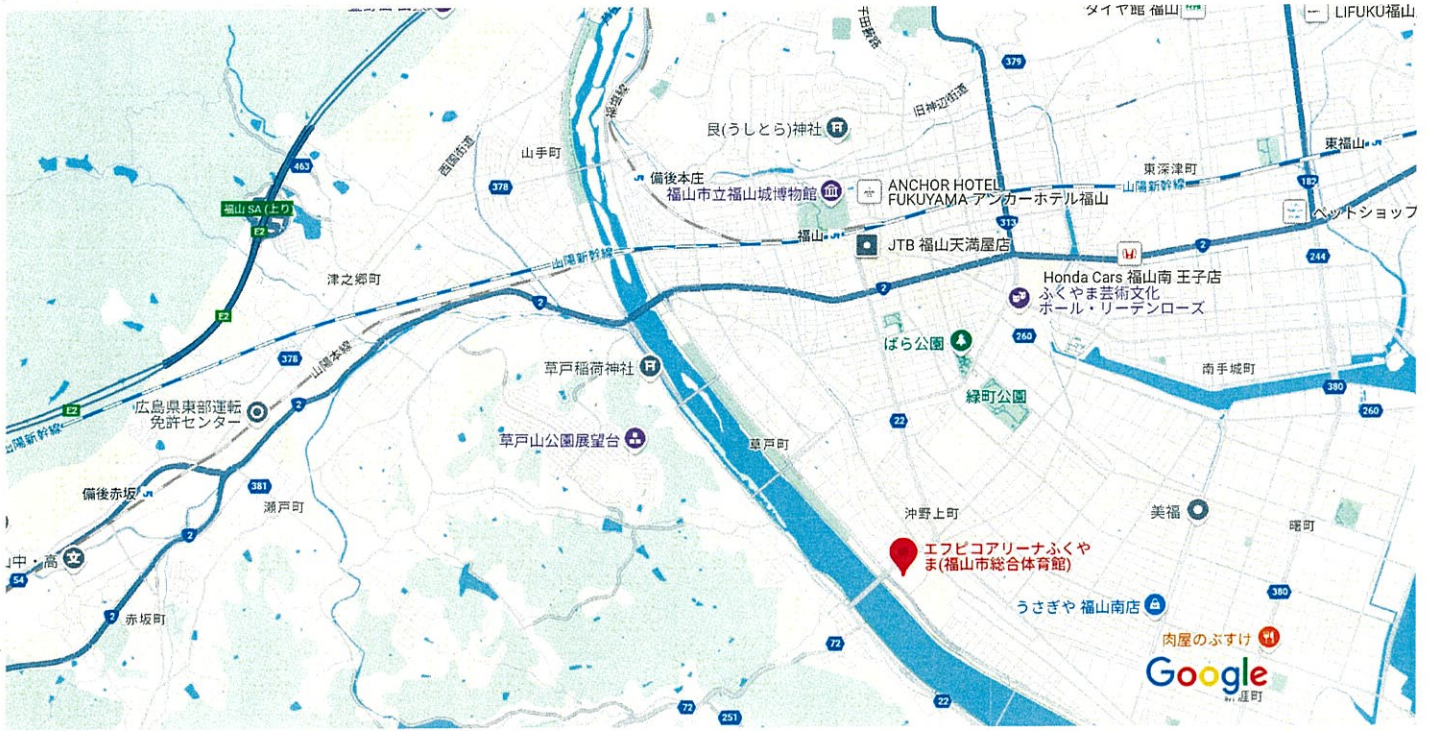 タイヤ館 福山
LIFUKU福山
379
福塩線
旧神辺街道
艮(うしとら)神社
山手町
西国街道
463
378
備後本庄
福山市立福山城博物館
ANCHOR HOTEL
FUKUYAMA アンカーホテル福山
東深津町
東福山
山陽新幹線
182
福山 SA (上り)
E2
313
ペットショップ
福山
JTB 福山天満屋店
2
244
山陽新幹線
津之郷町
Honda Cars 福山南 王子店
ふくやま芸術文化
ホール・リーデンローズ
2
2
E2
260
378
山陽本線
ばら公園
草戸稲荷神社
南手城町
380
緑町公園
260
E2
山陽新幹線
広島県東部運転
免許センター
2
22
草戸山公園展望台
草戸町
備後赤坂
381
瀬戸町
沖野上町
美福
曙町
2
エフピコアリーナふくや
ま(福山市総合体育館)
山中・高
54
うさぎや 福山南店
380
2
赤坂町
72
肉屋のぶすけ
Google
涯町
72
251
22